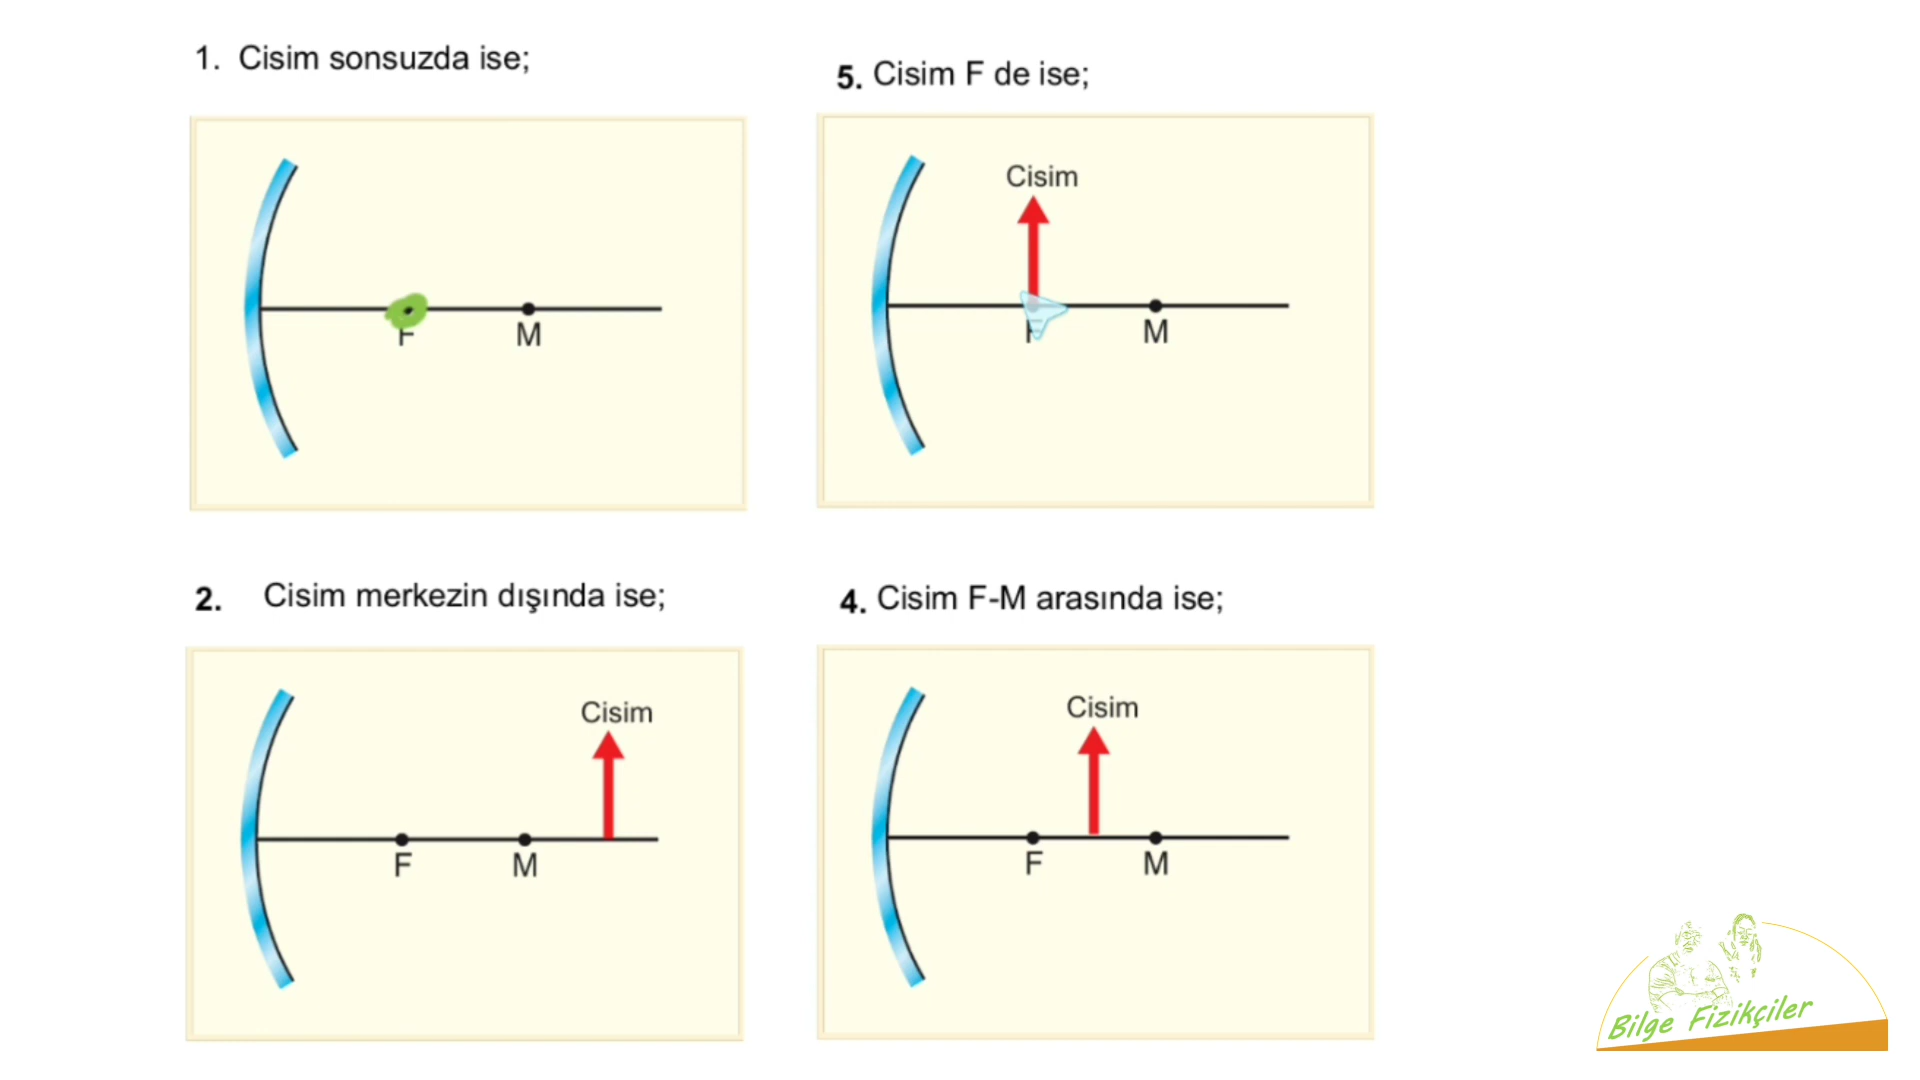 1. Cisim sonsuzda ise;
F
M
5. Cisim F de ise;
Cisim
F
M
2. Cisim merkezin dışında ise;
Cisim
F
M
4. Cisim F-M arasında ise;
Cisim
F
M
Bilge Fizikçiler